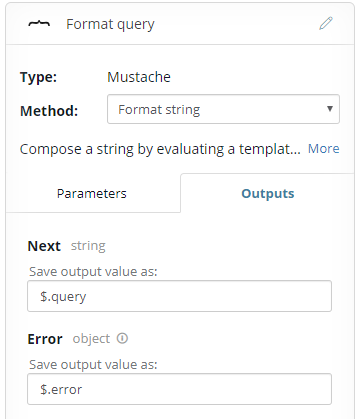 Format query
Type: Mustache
Method: Format string
Compose a string by evaluating a templat... More
Parameters Outputs
Next string
Save output value as:
$.query
Error object
Save output value as:
$.error